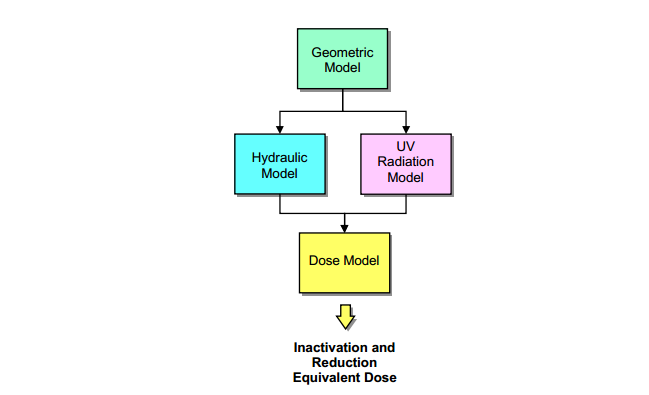 Geometric
Model
Hydraulic
Model
UV
Radiation
Model
Dose Model
Inactivation and
Reduction
Equivalent Dose